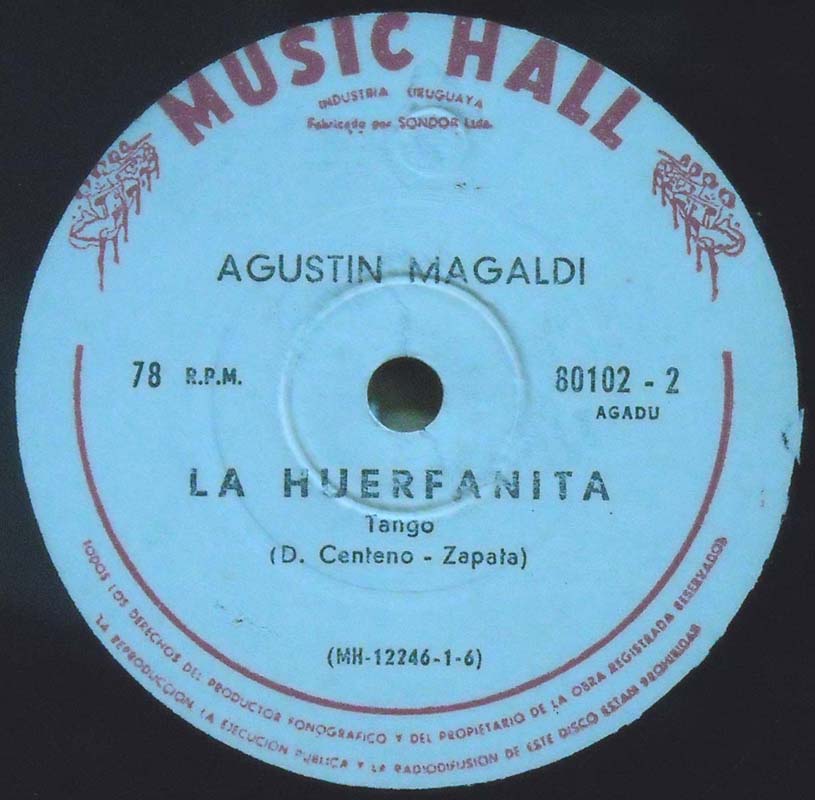 MUSIC HALL
INDUSTRIA URUGUAYA
Fabricado por SONDOR Ltda.
AGUSTIN MAGALDI
78 R.P.M.
80102 - 2
AGADU
LA HUERFANITA
Tango
(D. Centeno - Zapata)
(MH-12246-1-6)
TODOS LOS DERECHOS DEL PRODUCTOR FONOGRAFICO Y DEL PROPIETARIO DE LA OBRA REGISTRADA RESERVADOS
LA REPRODUCCION LA EJECUCION PUBLICA Y LA RADIODIFUSION DE ESTE DISCO ESTAN PROHIBIDAS